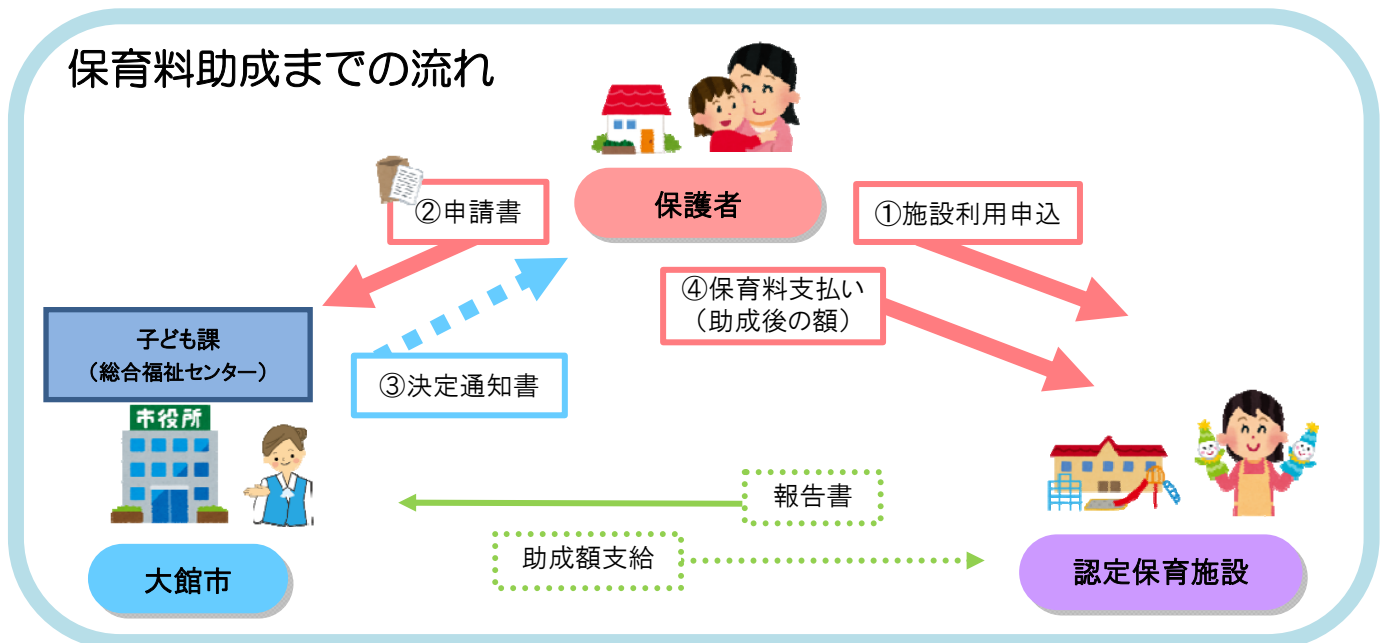 保育料助成までの流れ
保護者
②申請書
①施設利用申込
④保育料支払い
（助成後の額）
子ども課
（総合福祉センター）
③決定通知書
市役所
報告書
助成額支給
大館市
認定保育施設